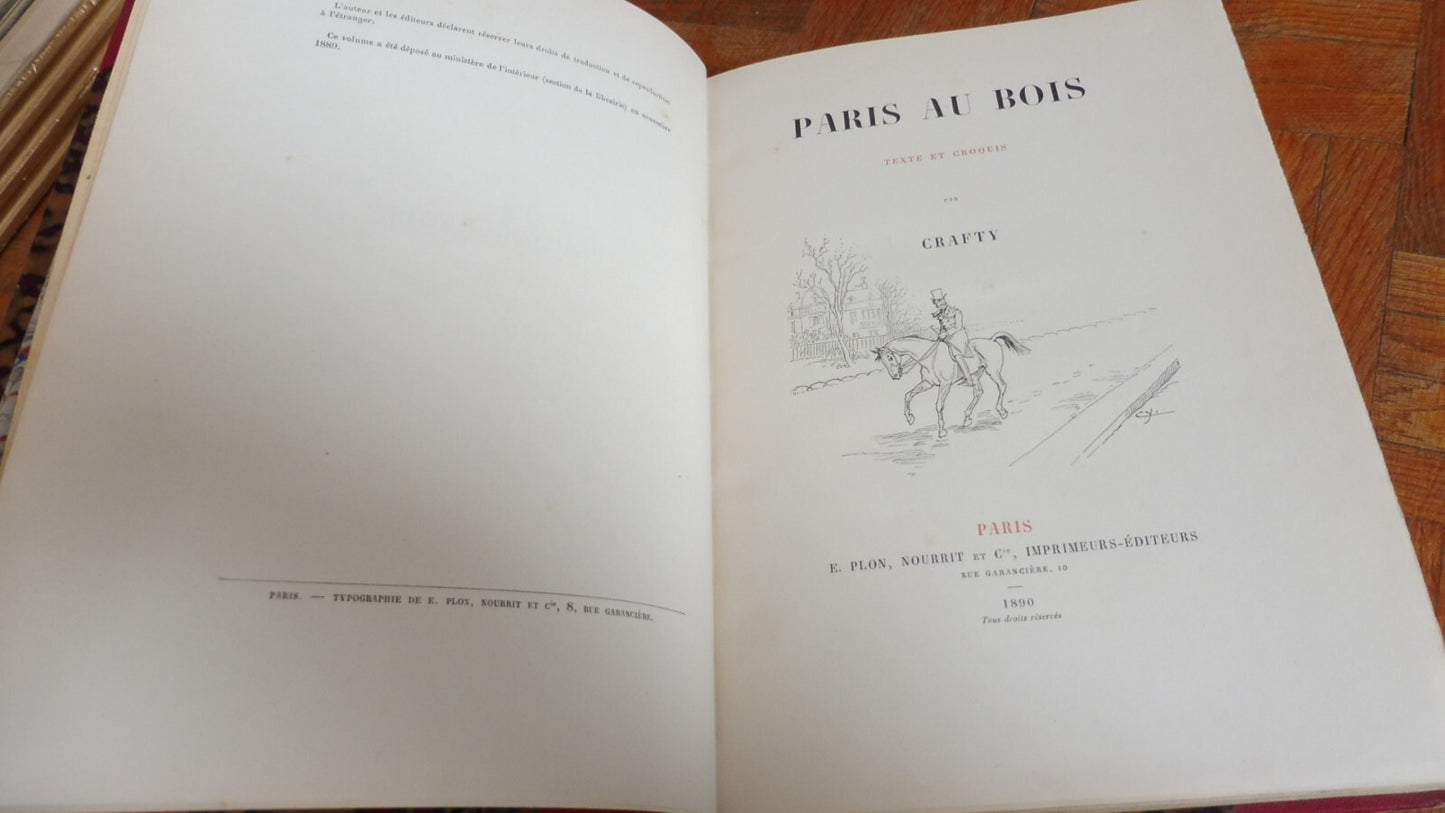 L'auteur et les éditeurs déclarent réserver leurs droits de traduction et de reproduction
à l'étranger.
Ce volume a été déposé au ministère de l'intérieur (section de la librairie) en novembre
1889.
PARIS. — TYPOGRAPHIE DE E. PLON, NOURRIT ET Cie, 8, RUE GARANCIÈRE.
PARIS AU BOIS
TEXTE ET CROQUIS
PAR
CRAFTY
PARIS
E. PLON, NOURRIT ET Cie, IMPRIMEURS-ÉDITEURS
RUE GARANCIÈRE, 10
1890
Tous droits réservés